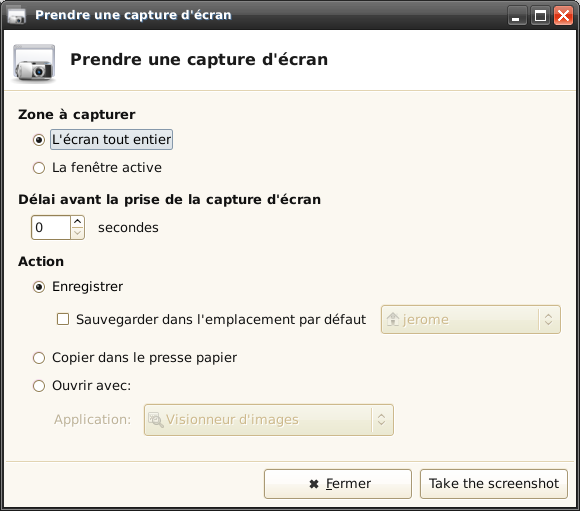 Prendre une capture d'écran
Prendre une capture d'écran
Zone à capturer
L'écran tout entier
La fenêtre active
Délai avant la prise de la capture d'écran
0 secondes
Action
Enregistrer
Sauvegarder dans l'emplacement par défaut jerome
Copier dans le presse papier
Ouvrir avec:
Application: Visionneur d'images
Fermer Take the screenshot